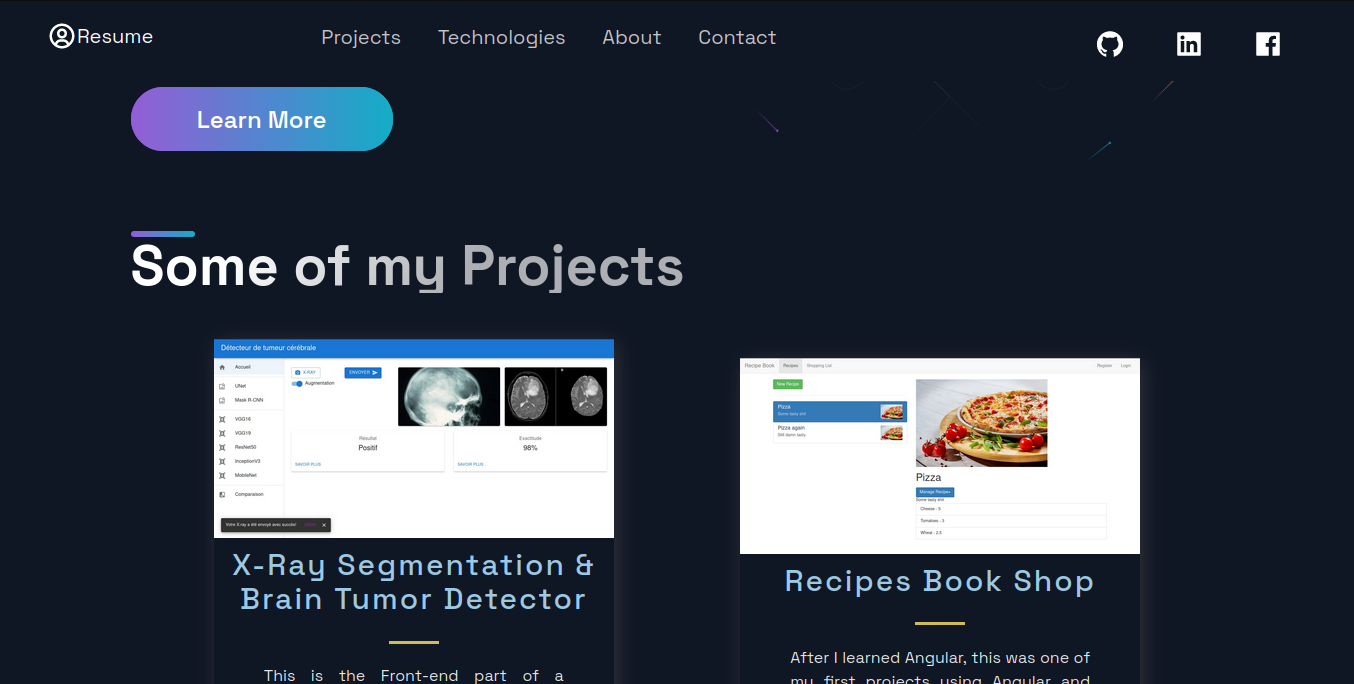 Resume
Projects
Technologies
About
Contact
Learn More
Some of my Projects
Détecteur de tumeur cérébrale
Accueil
UNet
Mask R-CNN
VGG16
VGG19
ResNet50
InceptionV3
MobileNet
Comparaison
X-RAY
ENVOYER
Augmentation
Résultat
Positif
SAVOIR PLUS
Exactitude
98%
SAVOIR PLUS
Votre X-ray a été envoyé avec succès!
X-Ray Segmentation &
Brain Tumor Detector
This is the Front-end part of a
Recipe Book
Recipes
Shopping List
Register
Login
New Recipe
Pizza
Some tasty shit
Pizza again
Still damn tasty
Pizza
Manage Recipe
Some tasty shit
Cheese - 5
Tomatoes - 3
Wheat - 2.5
Recipes Book Shop
After I learned Angular, this was one of
my first projects using Angular and